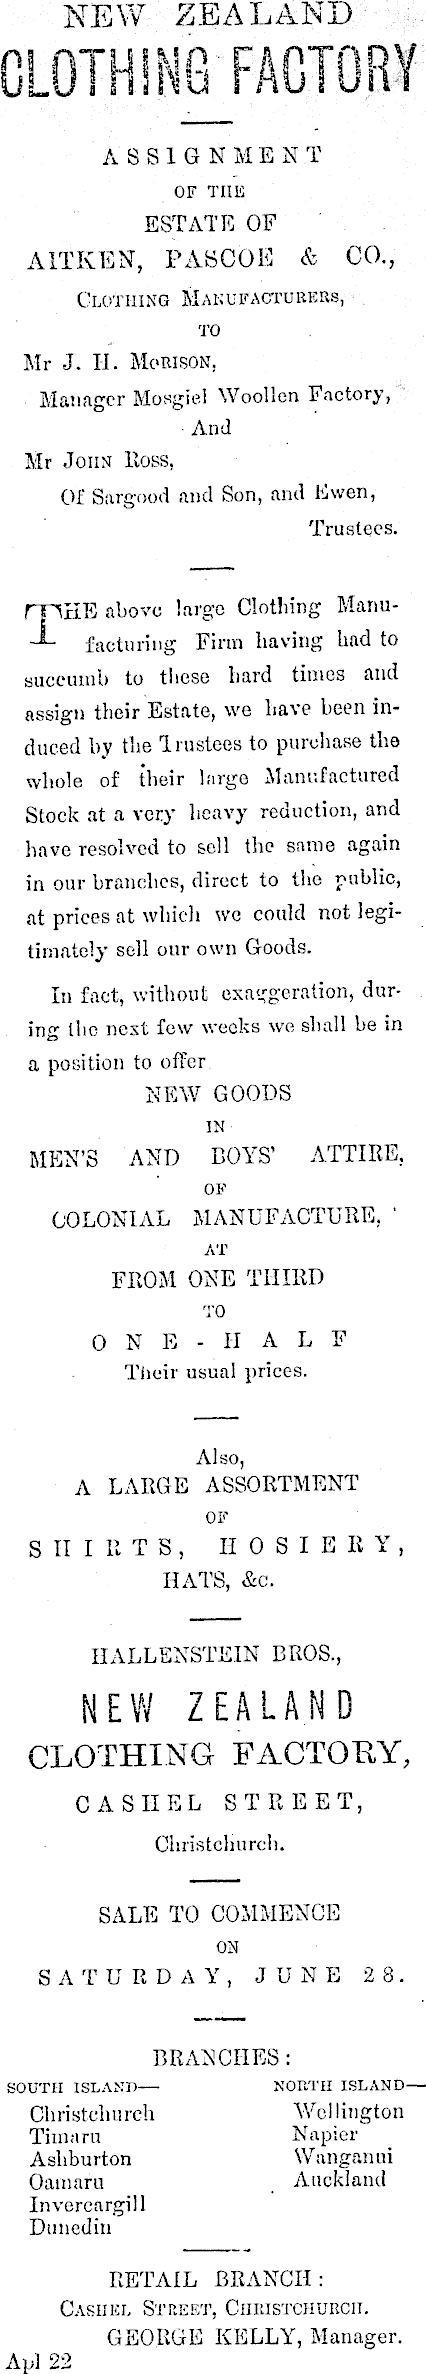 NEW ZEALAND
CLOTHING FACTORY
ASSIGNMENT
OF THE
ESTATE OF
AITKEN, PASCOE & CO.,
CLOTHING MANUFACTURERS,
TO
Mr J. H. MORISON,
Manager Mosgiel Woollen Factory,
And
Mr JOHN ROSS,
Of Sargood and Son, and Ewen,
Trustees.
THE above large Clothing Manu-
facturing Firm having had to
succumb to these hard times and
assign their Estate, we have been in-
duced by the Trustees to purchase the
whole of their large Manufactured
Stock at a very heavy reduction, and
have resolved to sell the same again
in our branches, direct to the public,
at prices at which we could not legi-
timately sell our own Goods.
In fact, without exaggeration, dur-
ing the next few weeks we shall be in
a position to offer
NEW GOODS
IN
MEN'S AND BOYS' ATTIRE,
OF
COLONIAL MANUFACTURE,
AT
FROM ONE THIRD
TO
ONE-HALF
Their usual prices.
Also,
A LARGE ASSORTMENT
OF
SHIRTS, HOSIERY,
HATS, &c.
HALLENSTEIN BROS.,
NEW ZEALAND
CLOTHING FACTORY,
CASHEL STREET,
Christchurch.
SALE TO COMMENCE
ON
SATURDAY, JUNE 28.
BRANCHES:
SOUTH ISLAND—
Christchurch
Timaru
Ashburton
Oamaru
Invercargill
Dunedin
NORTH ISLAND—
Wellington
Napier
Wanganui
Auckland
RETAIL BRANCH:
CASHEL STREET, CHRISTCHURCH.
GEORGE KELLY, Manager.
Apl 22